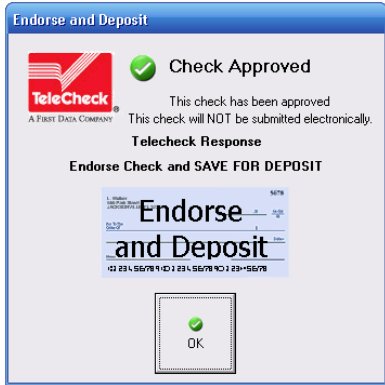 Endorse and Deposit
Check Approved
TeleCheck®
A FIRST DATA COMPANY
This check has been approved
This check will NOT be submitted electronically.
Telecheck Response
Endorse Check and SAVE FOR DEPOSIT
5678
Endorse
and Deposit
OK